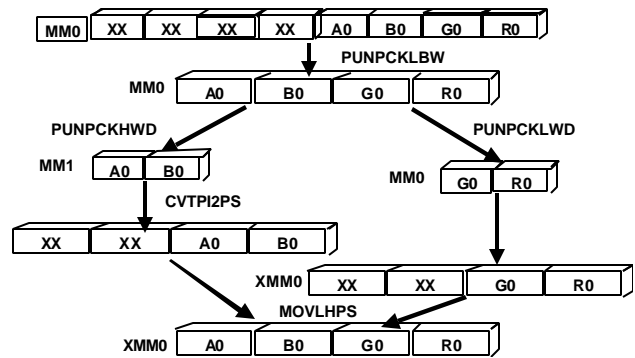 MM0 XX XX XX XX A0 B0 G0 R0
PUNPCKLBW
MM0 A0 B0 G0 R0
PUNPCKHWD PUNPCKLWD
MM1 A0 B0 MM0 G0 R0
CVTPI2PS
XX XX A0 B0
XMM0 XX XX G0 R0
MOVLHPS
XMM0 A0 B0 G0 R0